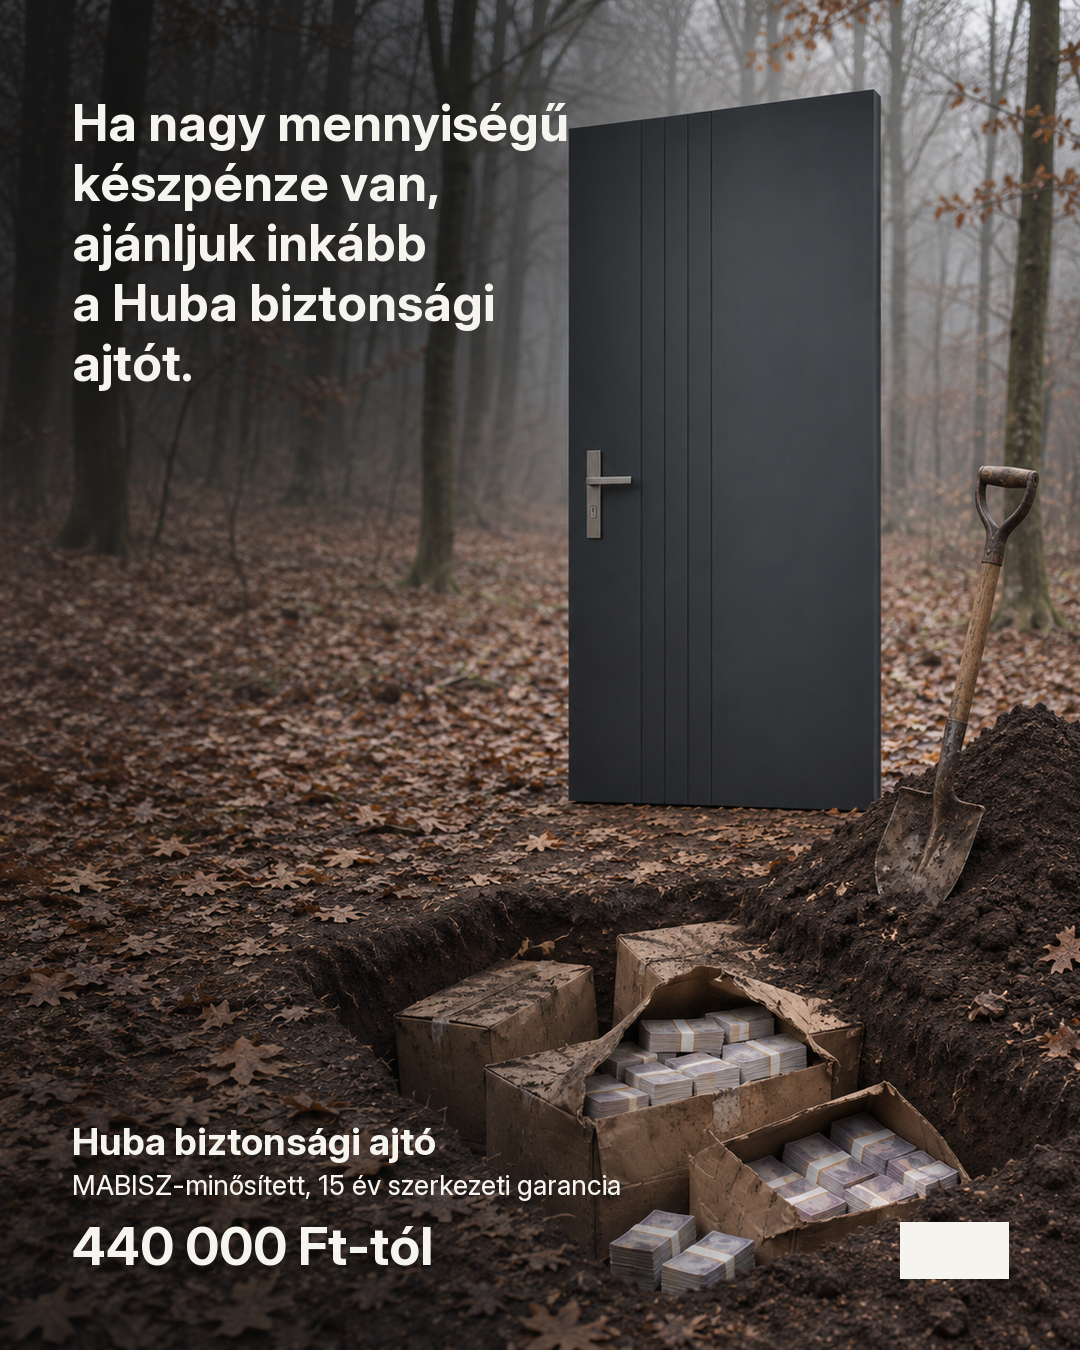 Ha nagy mennyiségű
készpénze van,
ajánljuk inkább
a Huba biztonsági
ajtót.
Huba biztonsági ajtó
MABISZ-minősített, 15 év szerkezeti garancia
440 000 Ft-tól